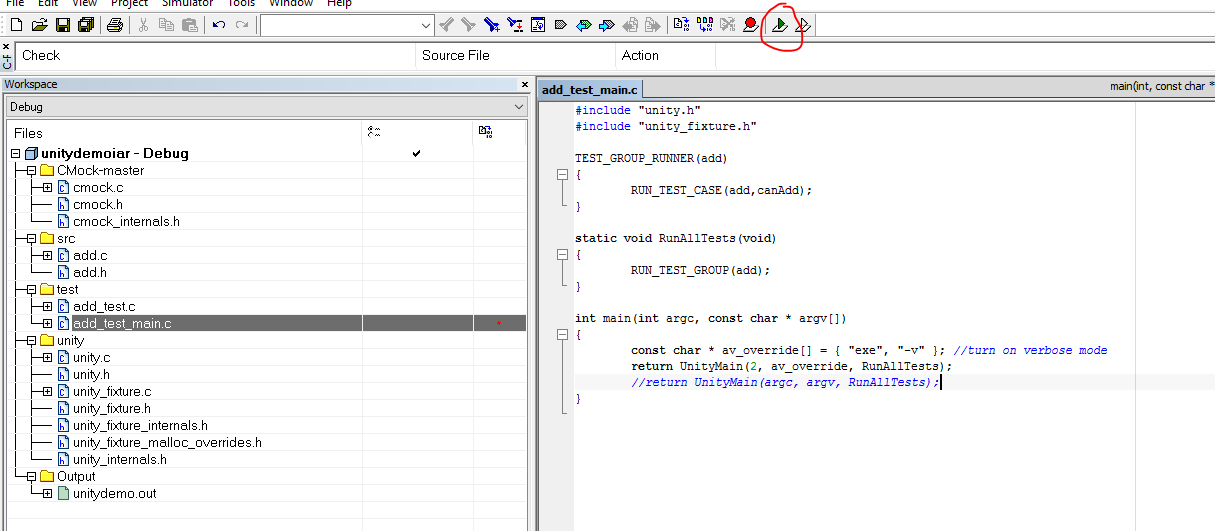 File Edit View Project Simulator Tools Window Help
Check Source File Action
Workspace
Debug
Files
unitydemoiar - Debug
CMock-master
cmock.c
cmock.h
cmock_internals.h
src
add.c
add.h
test
add_test.c
add_test_main.c
unity
unity.c
unity.h
unity_fixture.c
unity_fixture.h
unity_fixture_internals.h
unity_fixture_malloc_overrides.h
unity_internals.h
Output
unitydemo.out
add_test_main.c
main(int, const char *
#include "unity.h"
#include "unity_fixture.h"
TEST_GROUP_RUNNER(add)
{
RUN_TEST_CASE(add,canAdd);
}
static void RunAllTests(void)
{
RUN_TEST_GROUP(add);
}
int main(int argc, const char * argv[])
{
const char * av_override[] = { "exe", "-v" }; //turn on verbose mode
return UnityMain(2, av_override, RunAllTests);
//return UnityMain(argc, argv, RunAllTests);
}